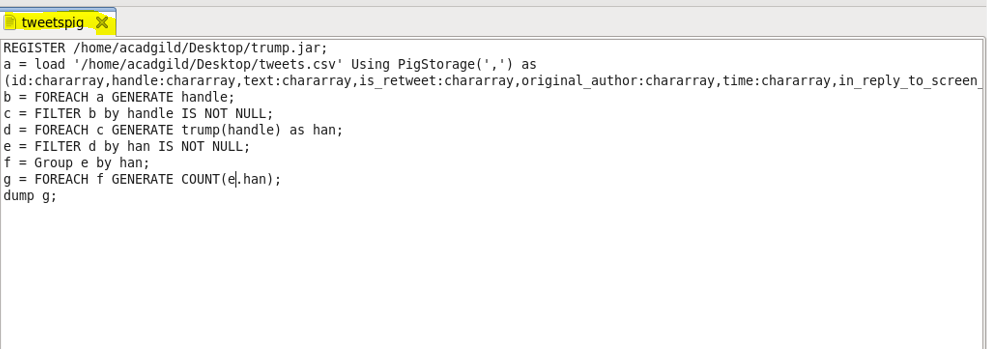 tweetspig
REGISTER /home/acadgild/Desktop/trump.jar;
a = load '/home/acadgild/Desktop/tweets.csv' Using PigStorage(',') as
(id:chararray,handle:chararray,text:chararray,is_retweet:chararray,original_author:chararray,time:chararray,in_reply_to_screen_
b = FOREACH a GENERATE handle;
c = FILTER b by handle IS NOT NULL;
d = FOREACH c GENERATE trump(handle) as han;
e = FILTER d by han IS NOT NULL;
f = Group e by han;
g = FOREACH f GENERATE COUNT(e.han);
dump g;